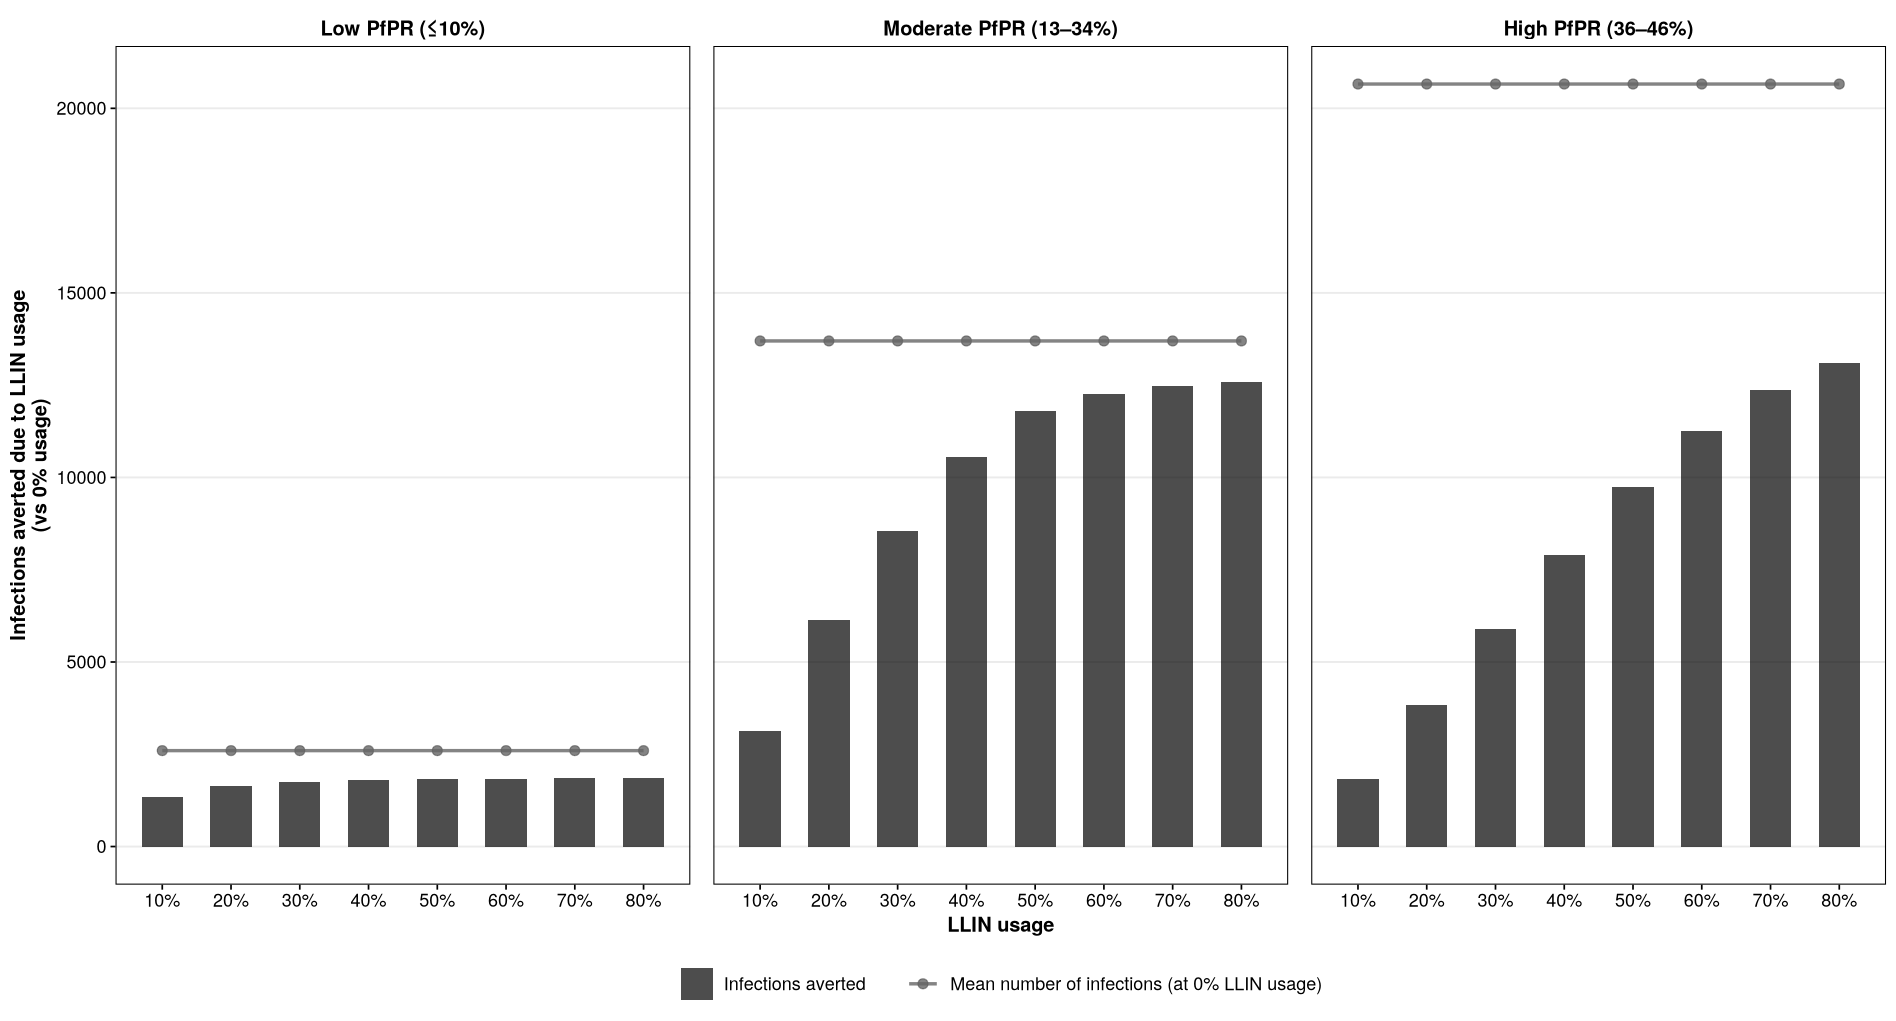 Low PfPR (≤10%)
Moderate PfPR (13–34%)
High PfPR (36–46%)
Infections averted due to LLIN usage
(vs 0% usage)
20000
15000
10000
5000
0
10% 20% 30% 40% 50% 60% 70% 80%
10% 20% 30% 40% 50% 60% 70% 80%
10% 20% 30% 40% 50% 60% 70% 80%
LLIN usage
Infections averted
Mean number of infections (at 0% LLIN usage)